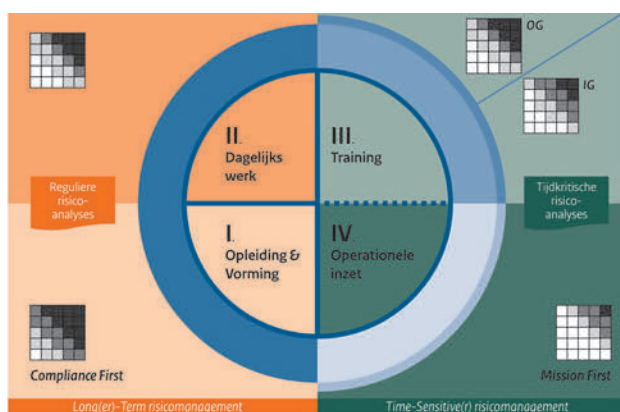 OG
IG
II.
Dagelijks
werk
III.
Training
Reguliere
risico-
analyses
Tijdkritische
risico-
analyses
I.
Opleiding &
Vorming
IV.
Operationele
inzet
Compliance First
Mission First
Long(er)-Term risicomanagement
Time-Sensitive(r) risicomanagement